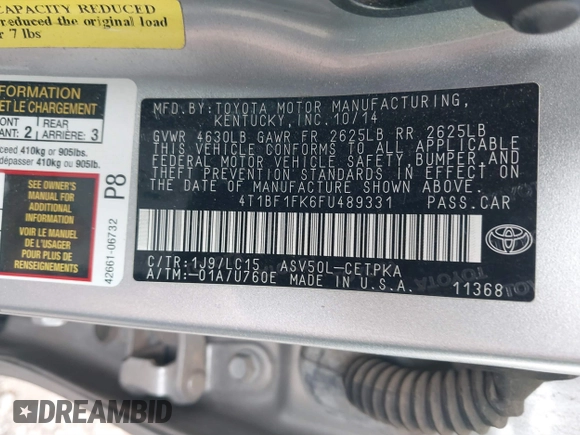 CAPACITY REDUCED
reduced the original load
7 lbs
INFORMATION
ET LE CHARGEMENT
ONT
ANT: 2
REAR
ARRIÈRE: 3
xceed 410kg or 905lbs.
dépasser 410kg ou 905lb.
SEE OWNER'S
MANUAL FOR
ADDITIONAL
INFORMATION
VOIR LE MANUEL
DE L'USAGER
POUR PLUS DE
RENSEIGNEMENTS
P8
42661-06732
MFD.BY:TOYOTA MOTOR MANUFACTURING,
KENTUCKY,INC.10/14
GVWR 4630LB GAWR FR 2625LB RR 2625LB
THIS VEHICLE CONFORMS TO ALL APPLICABLE
FEDERAL MOTOR VEHICLE SAFETY,BUMPER,AND
THEFT PREVENTION STANDARDS IN EFFECT ON
THE DATE OF MANUFACTURE SHOWN ABOVE.
4T1BF1FK6FU489331 PASS.CAR
C/TR:1J9/LC15 ASV50L-CETPKA
A/TM:-01A/U760E MADE IN U.S.A.
11368
TOYOTA
DREAMBID